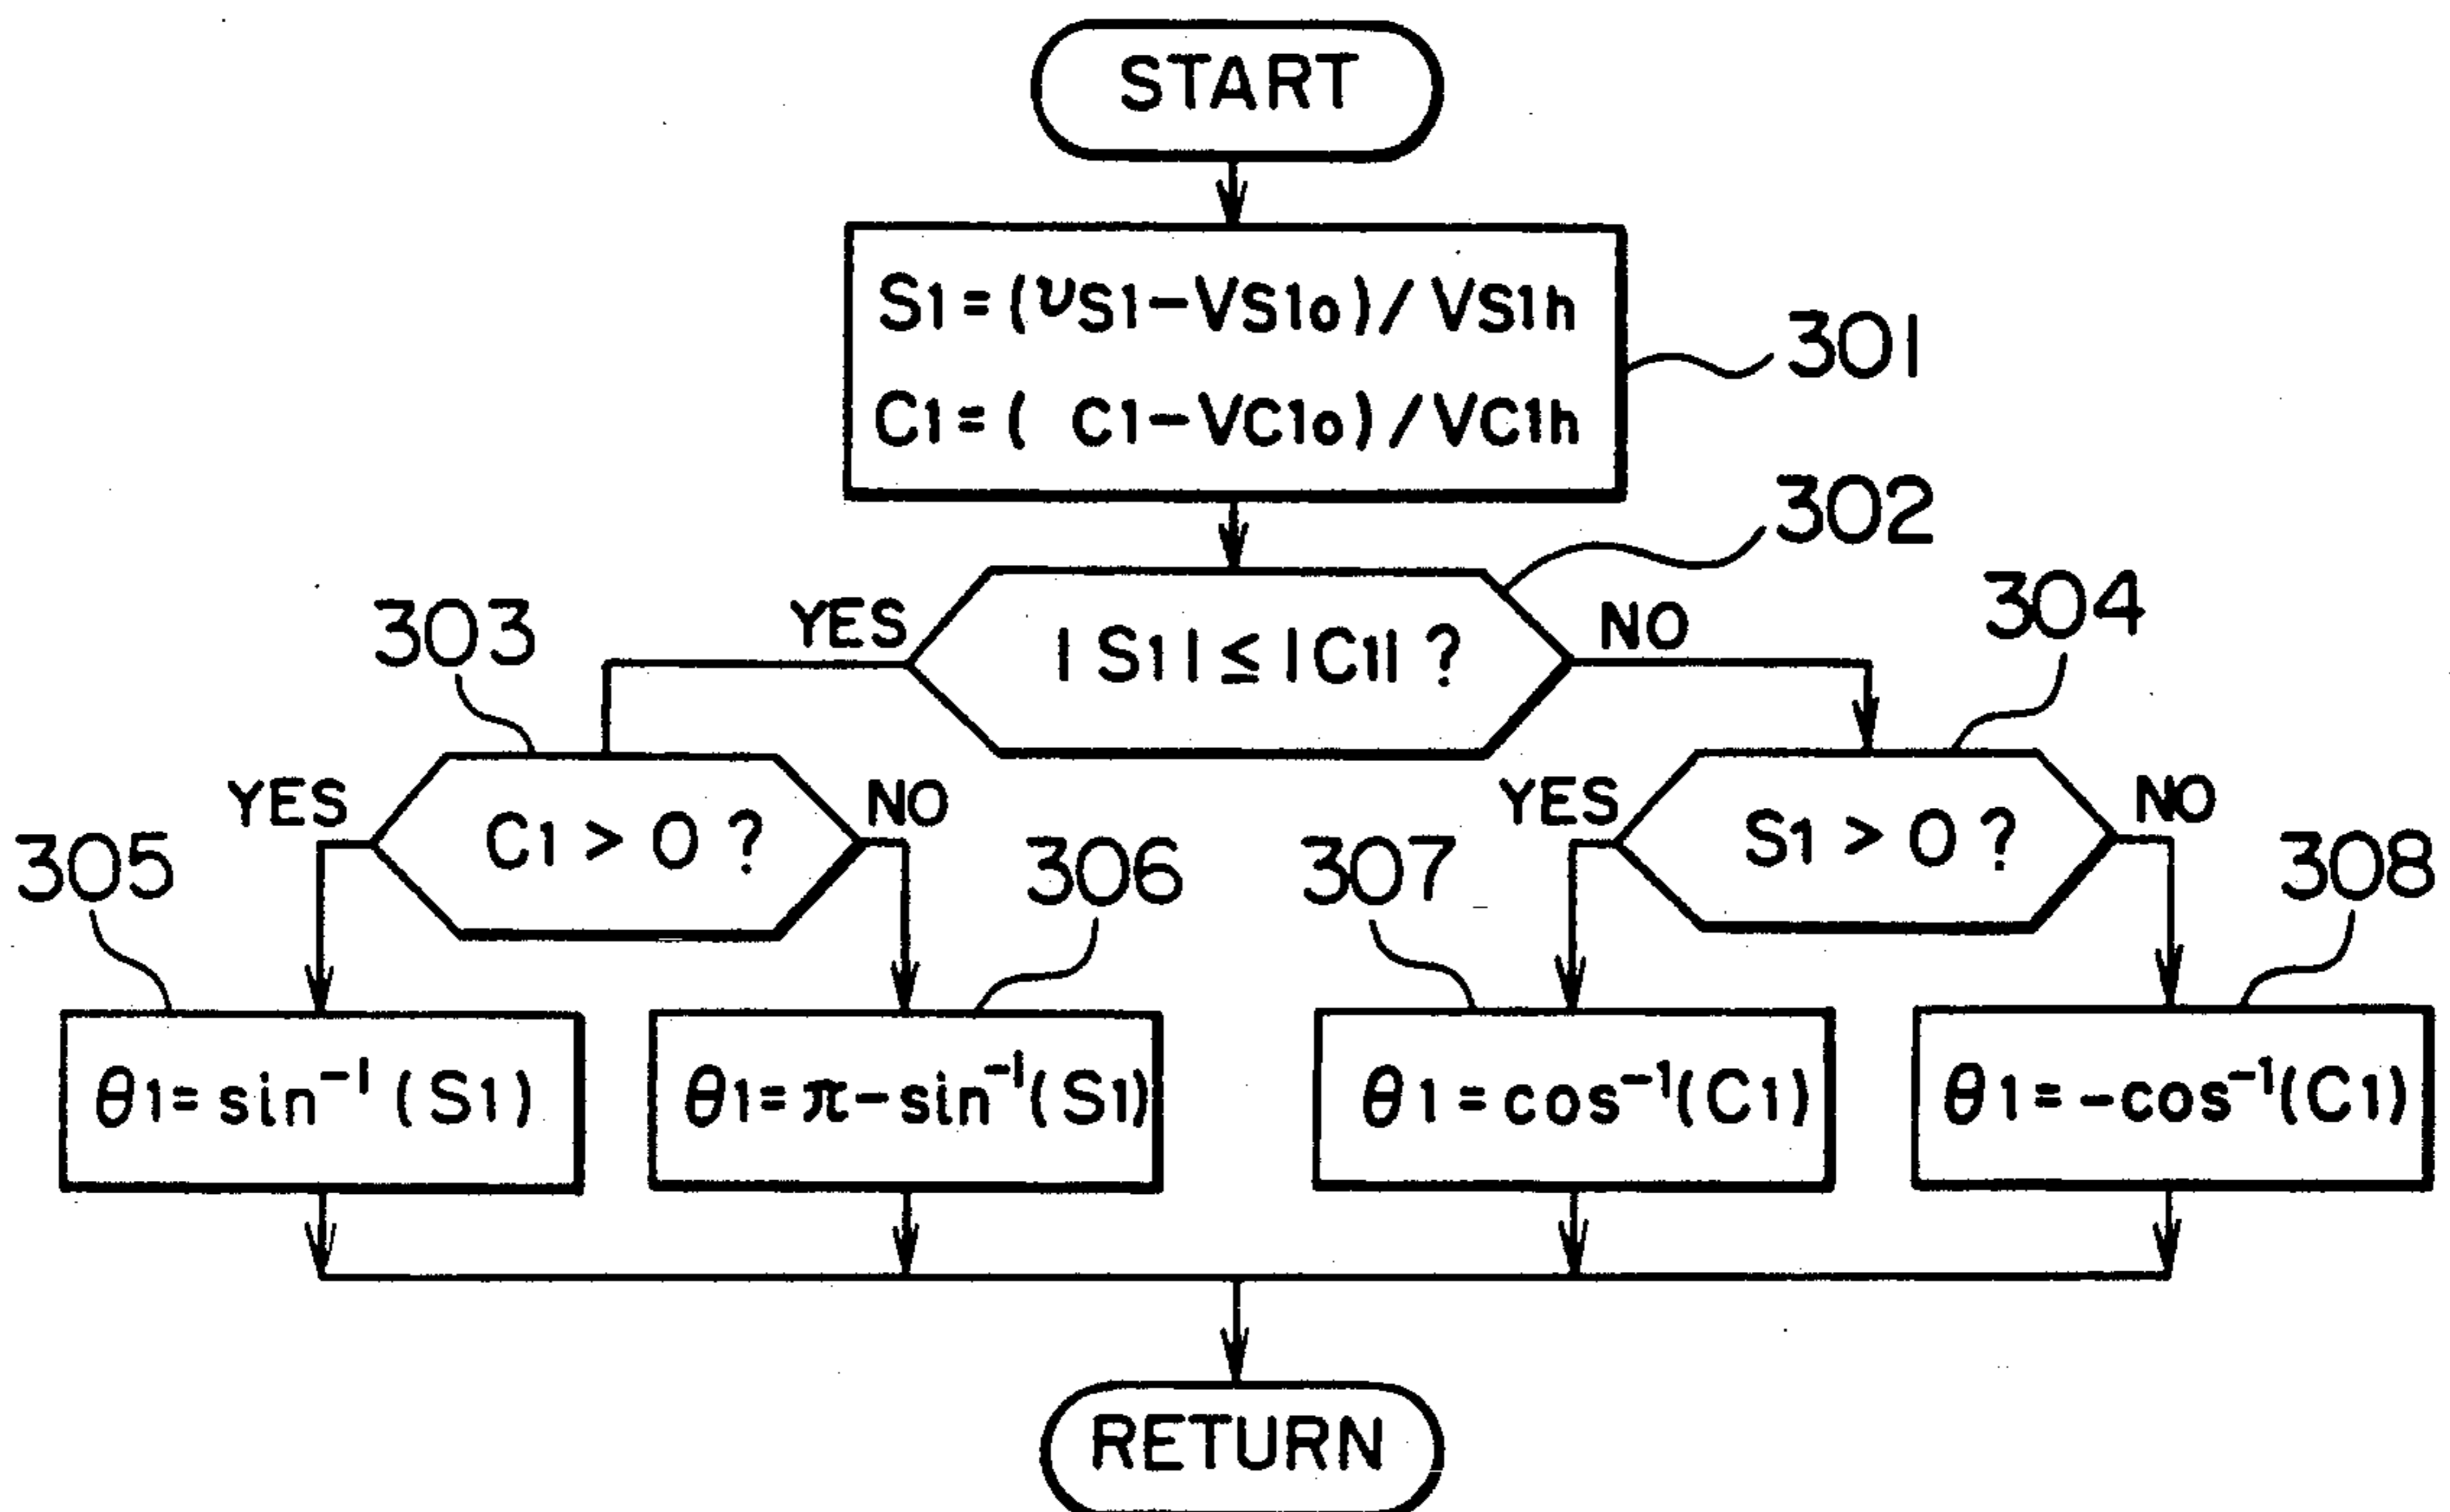 START
S1=(υS1−VS1o)/VS1h
301
C1=( C1−VC1o)/VC1h
302
303
YES
|S1|≤|C1|?
NO
304
YES
C1>0?
NO
YES
S1>0?
NO
305
306
307
308
θ1=sin⁻¹(S1)
θ1=π−sin⁻¹(S1)
θ1=cos⁻¹(C1)
θ1=−cos⁻¹(C1)
RETURN